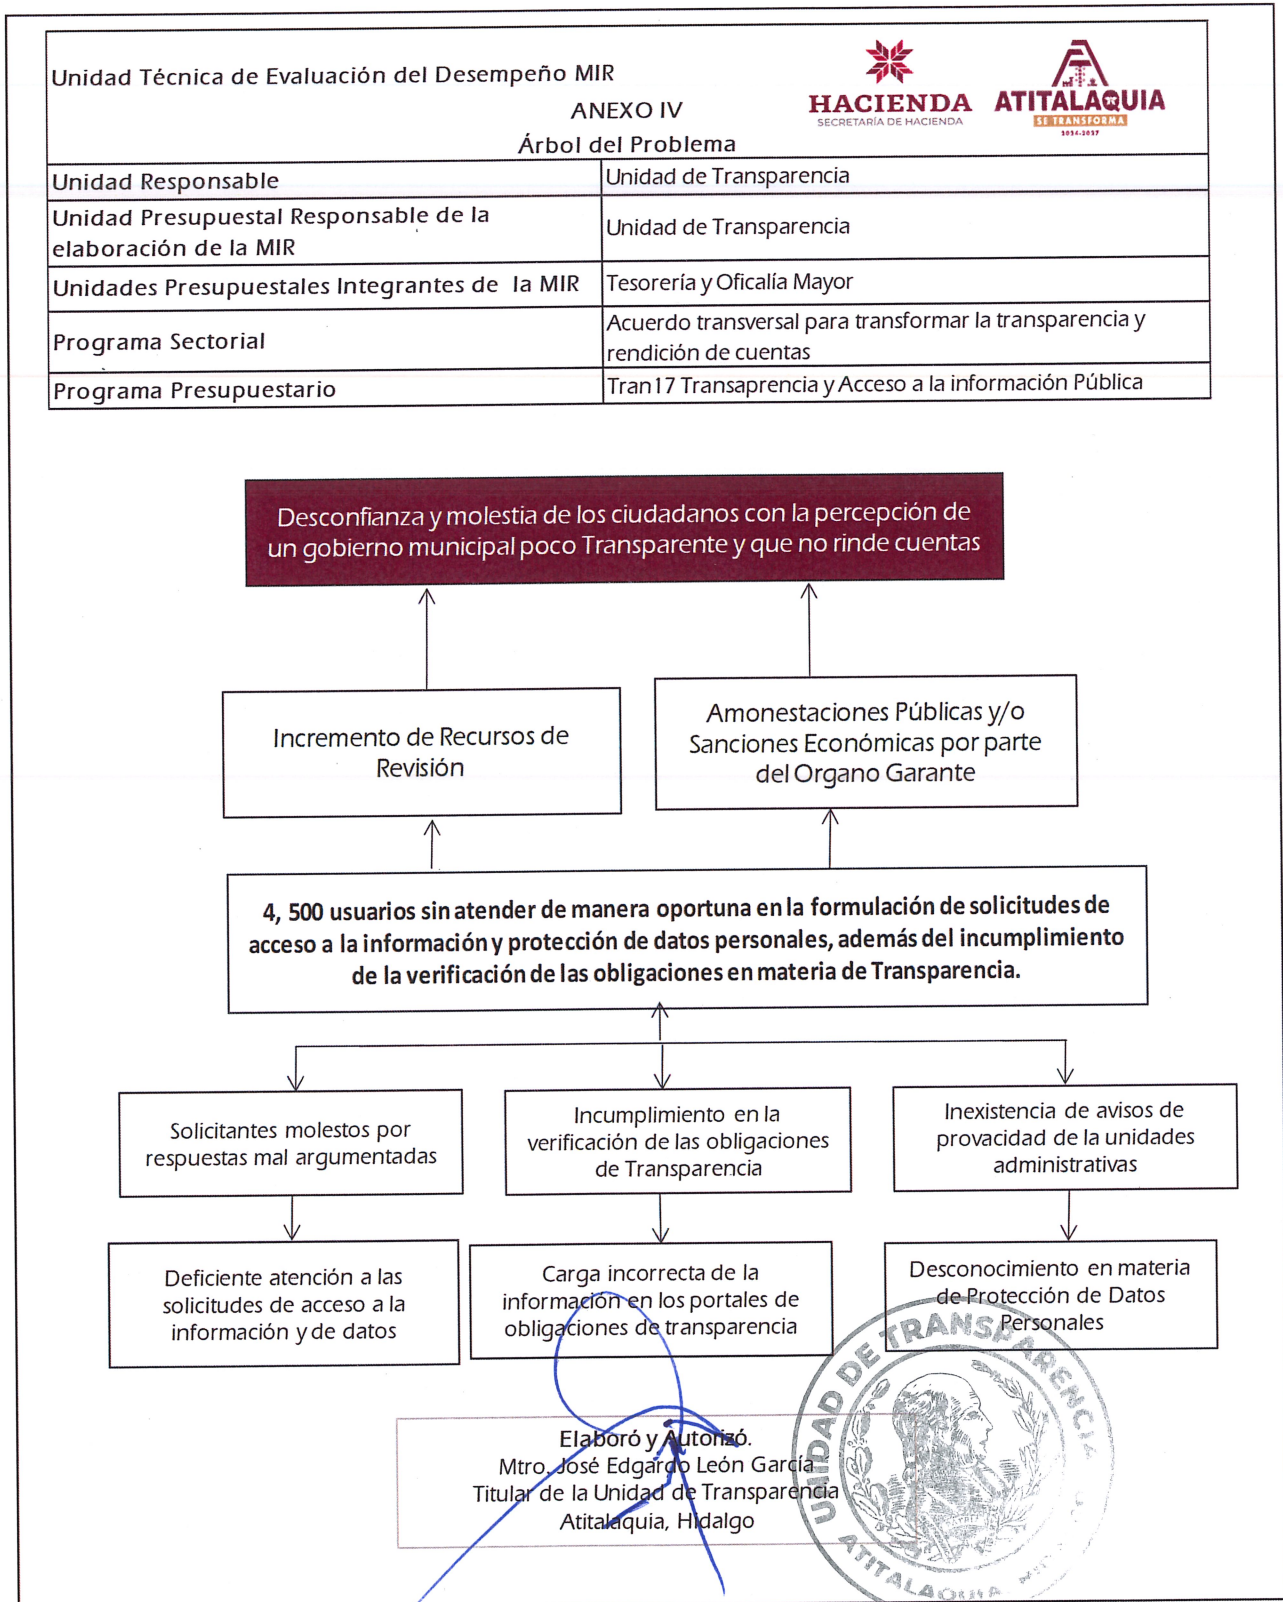 Unidad Técnica de Evaluación del Desempeño MIR
ANEXO IV
Árbol del Problema
HACIENDA
SECRETARÍA DE HACIENDA
ATITALAQUIA
SE TRANSFORMA
2024-2027
Unidad Responsable
Unidad de Transparencia
Unidad Presupuestal Responsable de la
elaboración de la MIR
Unidad de Transparencia
Unidades Presupuestales Integrantes de la MIR
Tesorería y Oficalía Mayor
Programa Sectorial
Acuerdo transversal para transformar la transparencia y
rendición de cuentas
Programa Presupuestario
Tran17 Transaprencia y Acceso a la información Pública
Desconfianza y molestia de los ciudadanos con la percepción de
un gobierno municipal poco Transparente y que no rinde cuentas
Incremento de Recursos de
Revisión
Amonestaciones Públicas y/o
Sanciones Económicas por parte
del Organo Garante
4, 500 usuarios sin atender de manera oportuna en la formulación de solicitudes de
acceso a la información y protección de datos personales, además del incumplimiento
de la verificación de las obligaciones en materia de Transparencia.
Solicitantes molestos por
respuestas mal argumentadas
Incumplimiento en la
verificación de las obligaciones
de Transparencia
Inexistencia de avisos de
provacidad de la unidades
administrativas
Deficiente atención a las
solicitudes de acceso a la
información y de datos
Carga incorrecta de la
información en los portales de
obligaciones de transparencia
Desconocimiento en materia
de Protección de Datos
Personales
Elaboró y Autorizó.
Mtro. José Edgardo León García
Titular de la Unidad de Transparencia
Atitalaquia, Hidalgo
UNIDAD DE TRANSPARENCIA
ATITALAQUIA